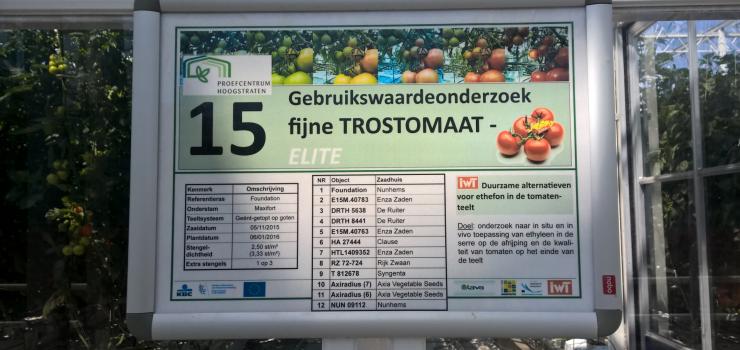 PROEFCENTRUM
HOOGSTRATEN
15
Gebruikswaardeonderzoek
fijne TROSTOMAAT -
ELITE
Kenmerk Omschrijving
Referentieras Foundation
Onderstam Maxifort
Teeltsysteem Geënt-getopt op goten
Zaaidatum 05/11/2015
Plantdatum 06/01/2016
Stengel- 2,50 st/m²
dichtheid (3,33 st/m²)
Extra stengels 1 op 3
NR Object Zaadhuis
1 Foundation Nunhems
2 E15M.40783 Enza Zaden
3 DRTH 5638 De Ruiter
4 DRTH 8441 De Ruiter
5 E15M.40763 Enza Zaden
6 HA 27444 Clause
7 HTL1409352 Enza Zaden
8 RZ 72-724 Rijk Zwaan
9 T 812678 Syngenta
10 Axiradius (7) Axia Vegetable Seeds
11 Axiradius (6) Axia Vegetable Seeds
12 NUN 09112 Nunhems
iwT Duurzame alternatieven
voor ethefon in de tomaten-
teelt
Doel: onderzoek naar in situ en in
vivo toepassing van ethyleen in de
serre op de afrijping en de kwali-
teit van tomaten op het einde van
de teelt
KBC
iwT
nobo